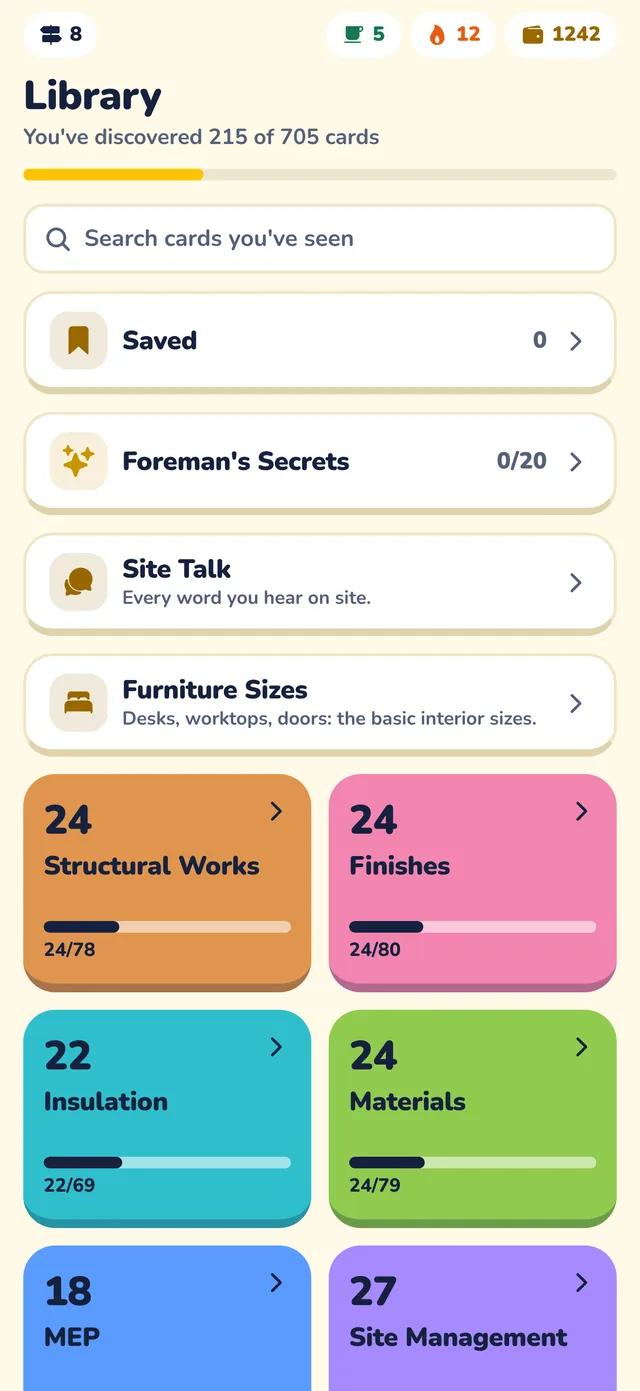 8 5 12 1242
Library
You've discovered 215 of 705 cards
Search cards you've seen
Saved 0
Foreman's Secrets 0/20
Site Talk
Every word you hear on site.
Furniture Sizes
Desks, worktops, doors: the basic interior sizes.
24
Structural Works
24/78
24
Finishes
24/80
22
Insulation
22/69
24
Materials
24/79
18
MEP
27
Site Management